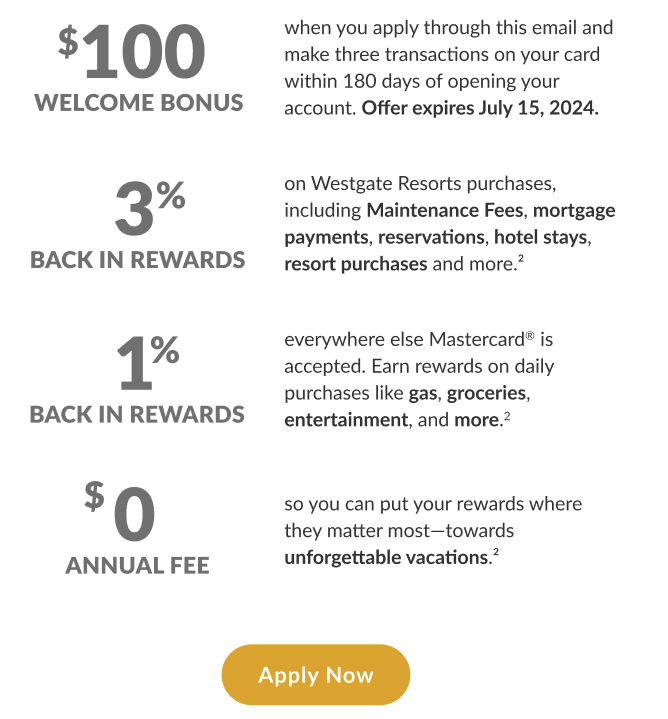 $100
WELCOME BONUS
when you apply through this email and
make three transactions on your card
within 180 days of opening your
account. Offer expires July 15, 2024.
3%
BACK IN REWARDS
on Westgate Resorts purchases,
including Maintenance Fees, mortgage
payments, reservations, hotel stays,
resort purchases and more.²
1%
BACK IN REWARDS
everywhere else Mastercard® is
accepted. Earn rewards on daily
purchases like gas, groceries,
entertainment, and more.²
$0
ANNUAL FEE
so you can put your rewards where
they matter most—towards
unforgettable vacations.²
Apply Now